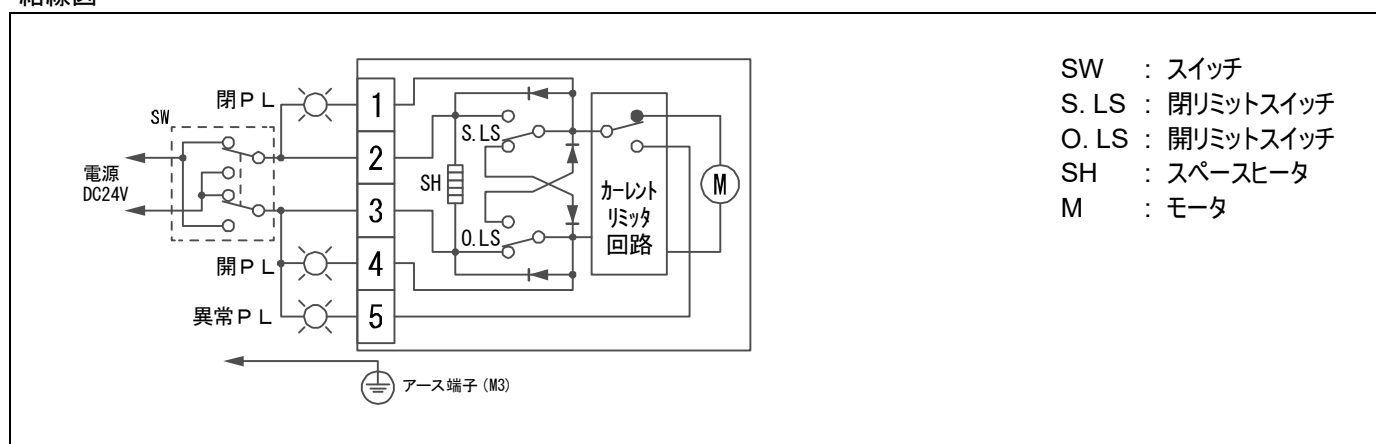 閉ＰＬ
SW
電源
DC24V
開ＰＬ
異常ＰＬ
1
2
3
4
5
S. LS
SH
O. LS
カーレント
リミッタ
回路
M
アース端子 (M3)
SW : スイッチ
S. LS : 閉リミットスイッチ
O. LS : 開リミットスイッチ
SH : スペースヒータ
M : モータ